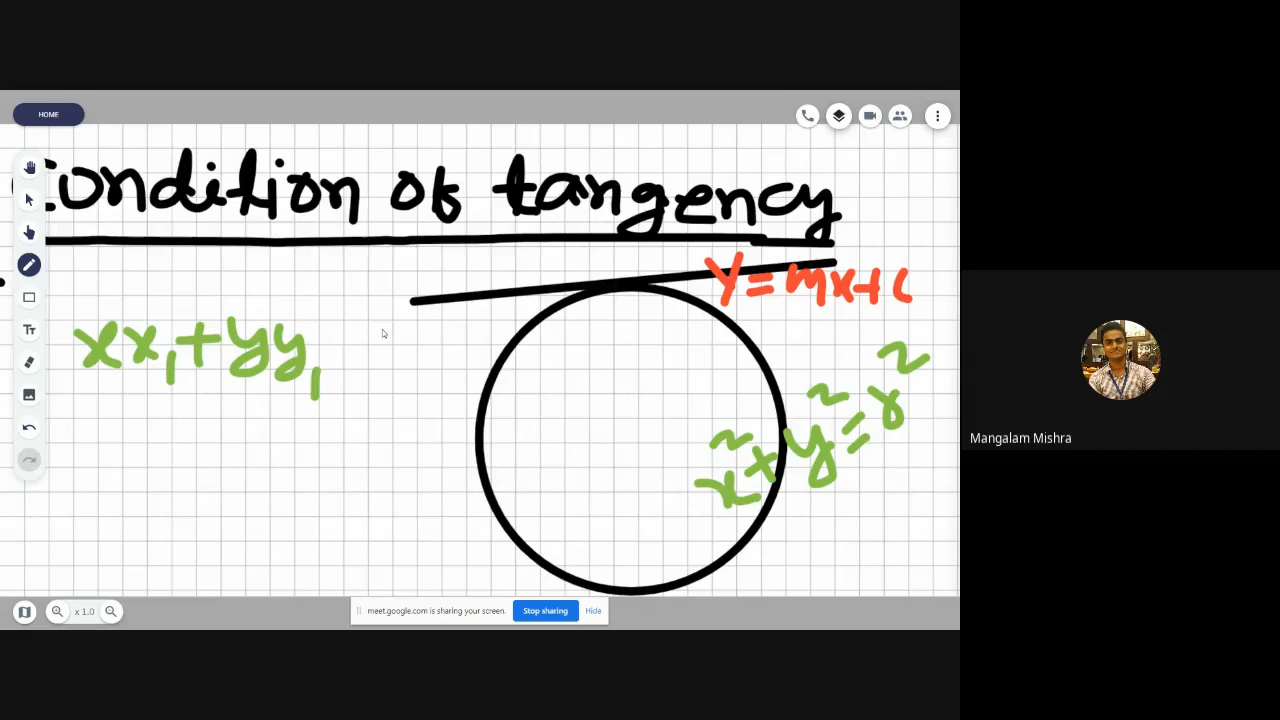 HOME
Condition of tangency
y = mx + c
xx₁ + yy₁
x² + y² = r²
Tт
x 1.0
meet.google.com is sharing your screen.
Stop sharing
Hide
Mangalam Mishra